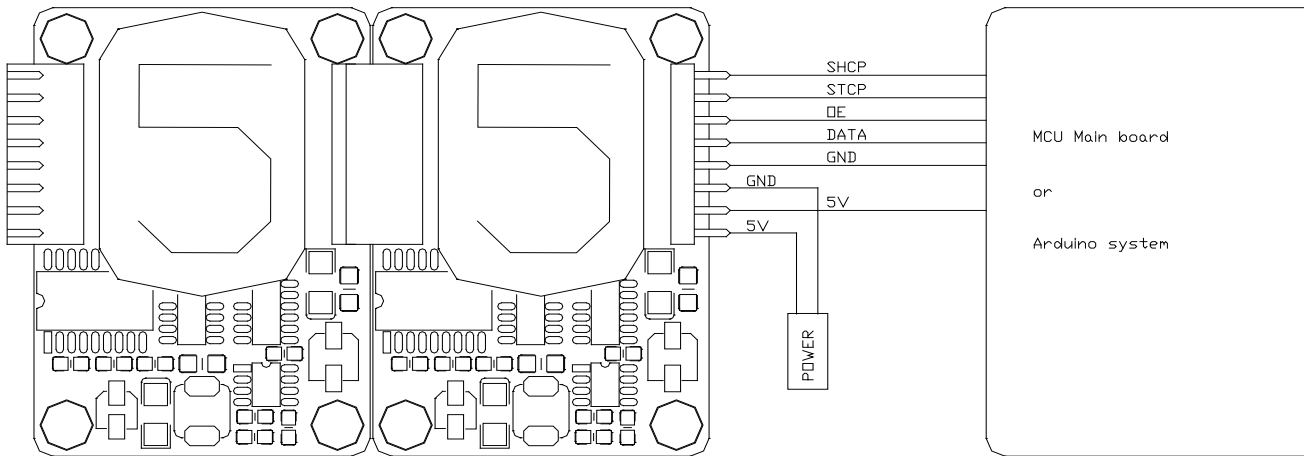 SHCP
STCP
OE
DATA
GND
GND
5V
5V
POWER
MCU Main board
or
Arduino system